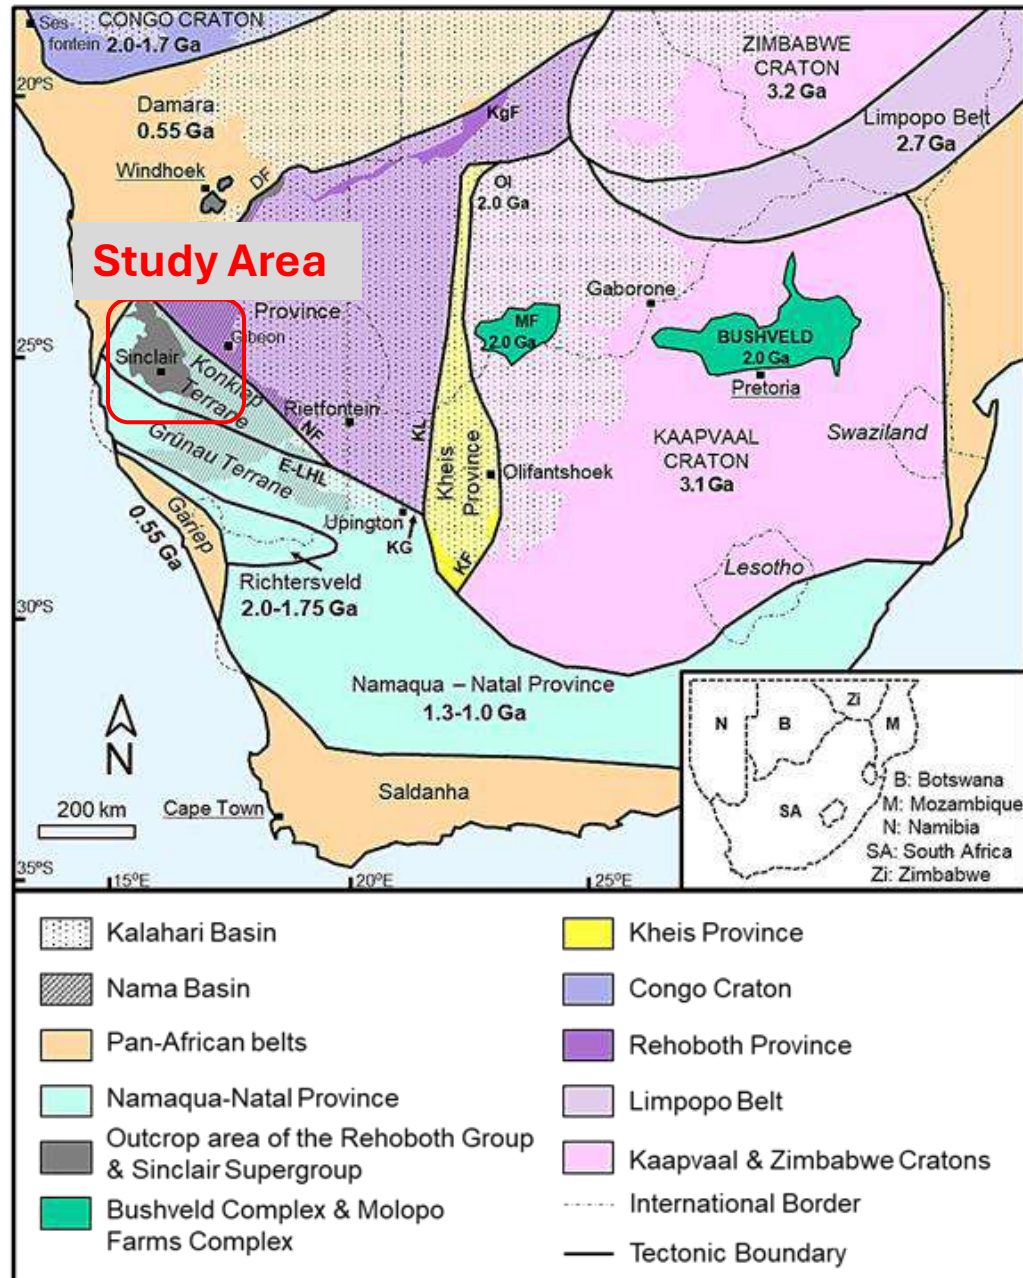 Ses-
fontein
CONGO CRATON
2.0-1.7 Ga
20ºS
Damara
0.55 Ga
Windhoek
DF
KgF
ZIMBABWE
CRATON
3.2 Ga
Limpopo Belt
2.7 Ga
OI
2.0 Ga
Study Area
Province
Gibeon
Gaborone
MF
2.0 Ga
BUSHVELD
2.0 Ga
Pretoria
25ºS
Sinclair
Konkiep
Terrane
Rietfontein
NF
KL
Kheis
Province
Olifantshoek
KAAPVAAL
CRATON
3.1 Ga
Swaziland
Grünau Terrane
E-LHL
Upington
KG
KF
Gariep
0.55 Ga
Richtersveld
2.0-1.75 Ga
Lesotho
30ºS
Namaqua – Natal Province
1.3-1.0 Ga
N
200 km
Cape Town
Saldanha
35ºS
15ºE
20ºE
25ºE
N
B
Zi
M
SA
B: Botswana
M: Mozambique
N: Namibia
SA: South Africa
Zi: Zimbabwe
Kalahari Basin
Nama Basin
Pan-African belts
Namaqua-Natal Province
Outcrop area of the Rehoboth Group
& Sinclair Supergroup
Bushveld Complex & Molopo
Farms Complex
Kheis Province
Congo Craton
Rehoboth Province
Limpopo Belt
Kaapvaal & Zimbabwe Cratons
International Border
Tectonic Boundary